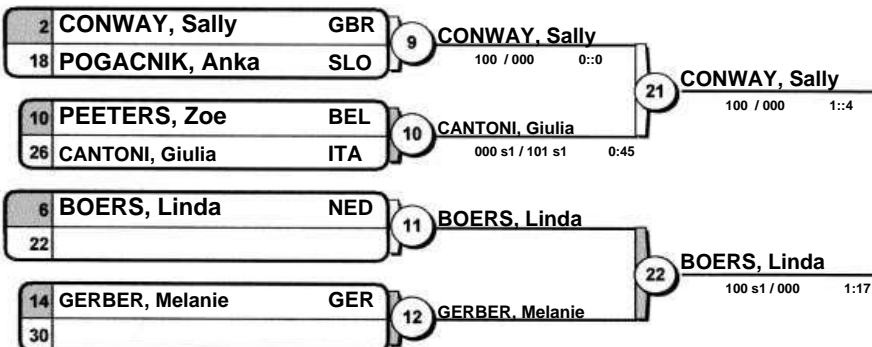 2 CONWAY, Sally GBR
18 POGACNIK, Anka SLO
9
CONWAY, Sally
100 / 000 0::0
10 PEETERS, Zoe BEL
26 CANTONI, Giulia ITA
10
CANTONI, Giulia
000 s1 / 101 s1 0:45
21
CONWAY, Sally
100 / 000 1::4
6 BOERS, Linda NED
22
11
BOERS, Linda
14 GERBER, Melanie GER
30
12
GERBER, Melanie
22
BOERS, Linda
100 s1 / 000 1:17